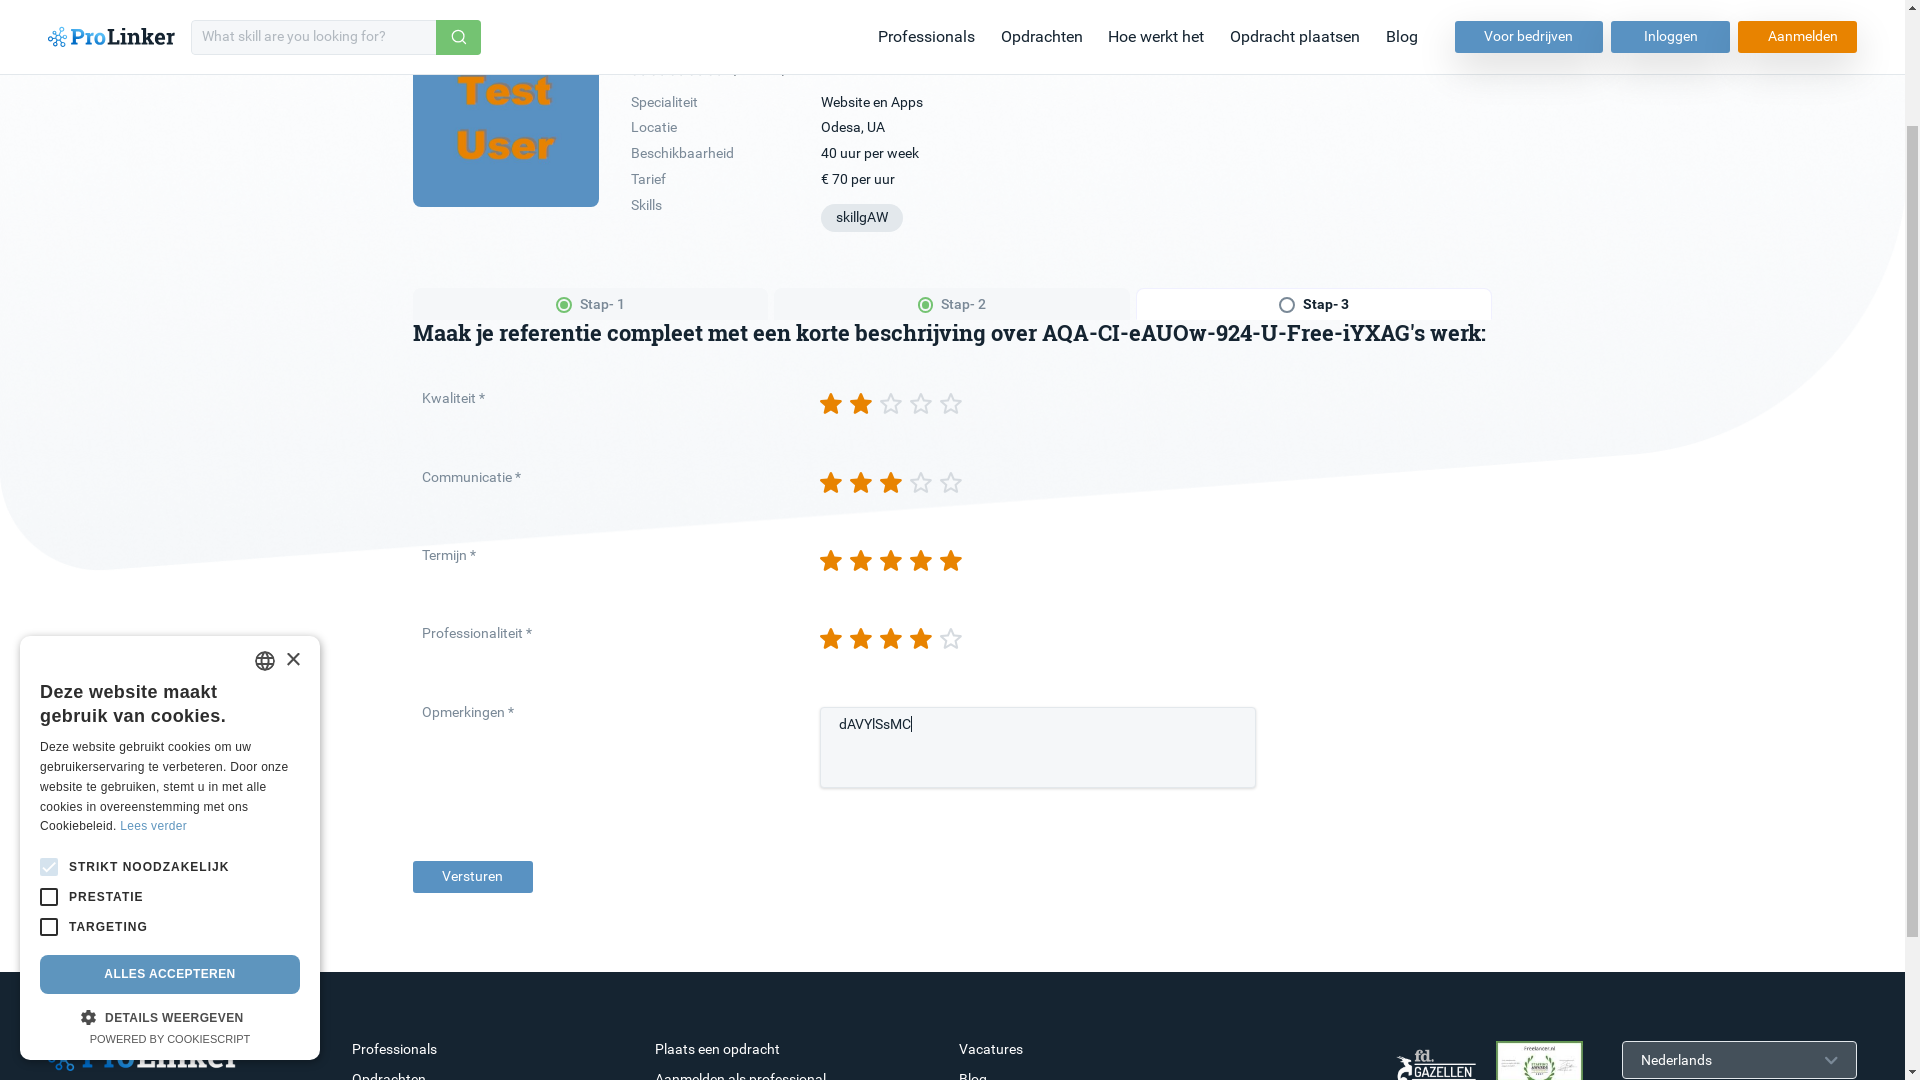 ProLinker
What skill are you looking for?
Professionals
Opdrachten
Hoe werkt het
Opdracht plaatsen
Blog
Voor bedrijven
Inloggen
Aanmelden
Test
User
Specialiteit
Website en Apps
Locatie
Odesa, UA
Beschikbaarheid
40 uur per week
Tarief
€ 70 per uur
Skills
skillgAW
Stap- 1
Stap- 2
Stap- 3
Maak je referentie compleet met een korte beschrijving over AQA-CI-eAUOw-924-U-Free-iYXAG's werk:
Kwaliteit *
Communicatie *
Termijn *
Professionaliteit *
Opmerkingen *
dAVYlSsMC
Versturen
×
Deze website maakt
gebruik van cookies.
Deze website gebruikt cookies om uw
gebruikerservaring te verbeteren. Door onze
website te gebruiken, stemt u in met alle
cookies in overeenstemming met ons
Cookiebeleid. Lees verder
STRIKT NOODZAKELIJK
PRESTATIE
TARGETING
ALLES ACCEPTEREN
DETAILS WEERGEVEN
POWERED BY COOKIESCRIPT
ProLinker
Professionals
Opdrachten
Plaats een opdracht
Aanmelden als professional
Vacatures
Blog
fd.
GAZELLEN
Freelancer.nl
Nederlands